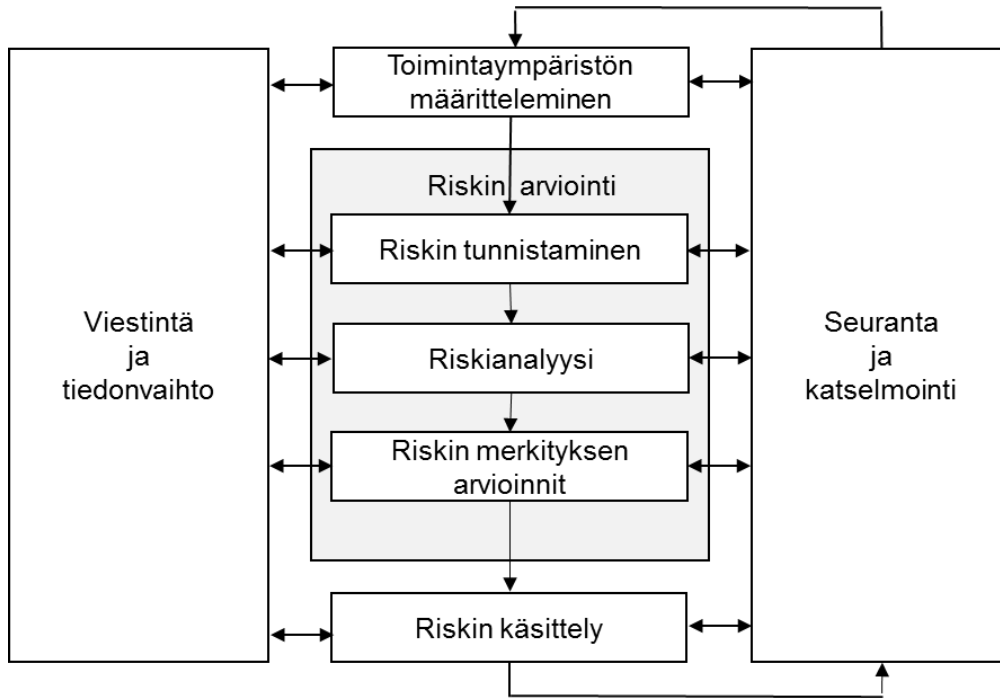 Toimintaympäristön
määritteleminen
Riskin arviointi
Riskin tunnistaminen
Viestintä
ja
tiedonvaihto
Riskianalyysi
Seuranta
ja
katselmointi
Riskin merkityksen
arvioinnit
Riskin käsittely